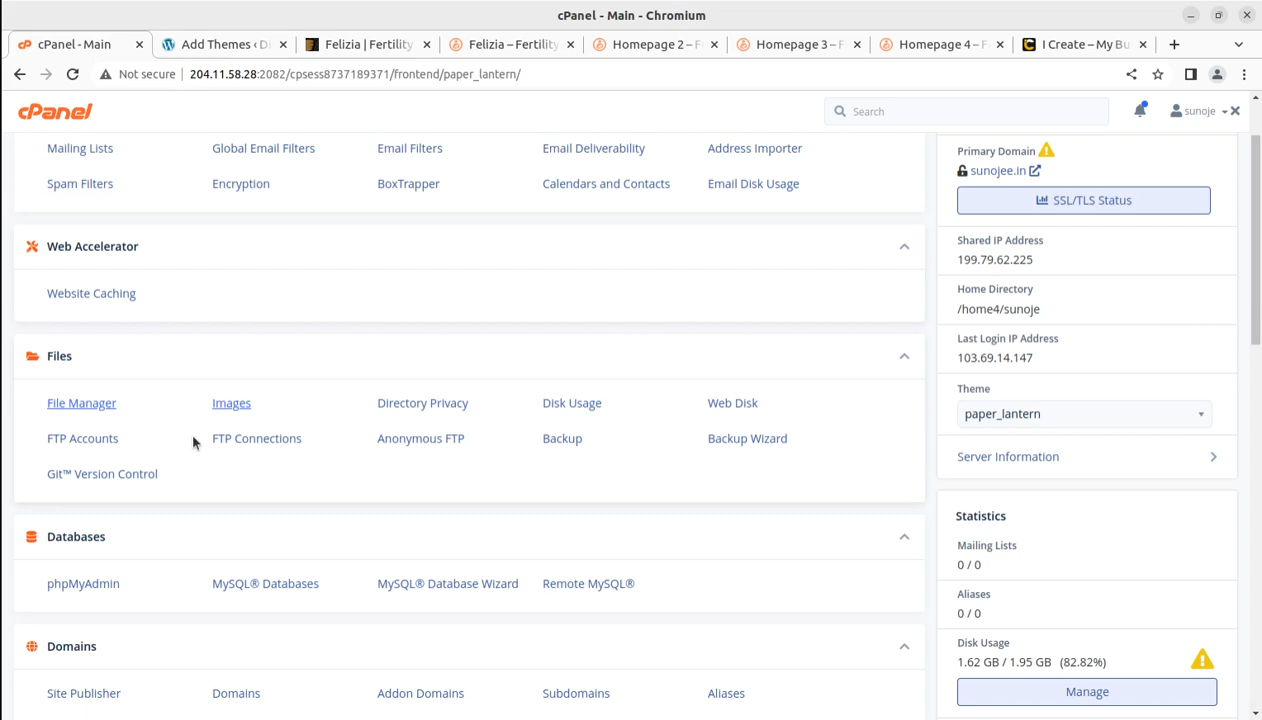 cPanel - Main - Chromium
cPanel - Main
Add Themes ‹ D
Felizia | Fertility
Felizia – Fertility
Homepage 2 – F
Homepage 3 – F
Homepage 4 – F
I Create – My Bu
Not secure
204.11.58.28:2082/cpsess8737189371/frontend/paper_lantern/
cPanel
Search
sunoje
Mailing Lists
Global Email Filters
Email Filters
Email Deliverability
Address Importer
Spam Filters
Encryption
BoxTrapper
Calendars and Contacts
Email Disk Usage
Web Accelerator
Website Caching
Files
File Manager
Images
Directory Privacy
Disk Usage
Web Disk
FTP Accounts
FTP Connections
Anonymous FTP
Backup
Backup Wizard
Git™ Version Control
Databases
phpMyAdmin
MySQL® Databases
MySQL® Database Wizard
Remote MySQL®
Domains
Site Publisher
Domains
Addon Domains
Subdomains
Aliases
Primary Domain
sunojee.in
SSL/TLS Status
Shared IP Address
199.79.62.225
Home Directory
/home4/sunoje
Last Login IP Address
103.69.14.147
Theme
paper_lantern
Server Information
Statistics
Mailing Lists
0 / 0
Aliases
0 / 0
Disk Usage
1.62 GB / 1.95 GB (82.82%)
Manage